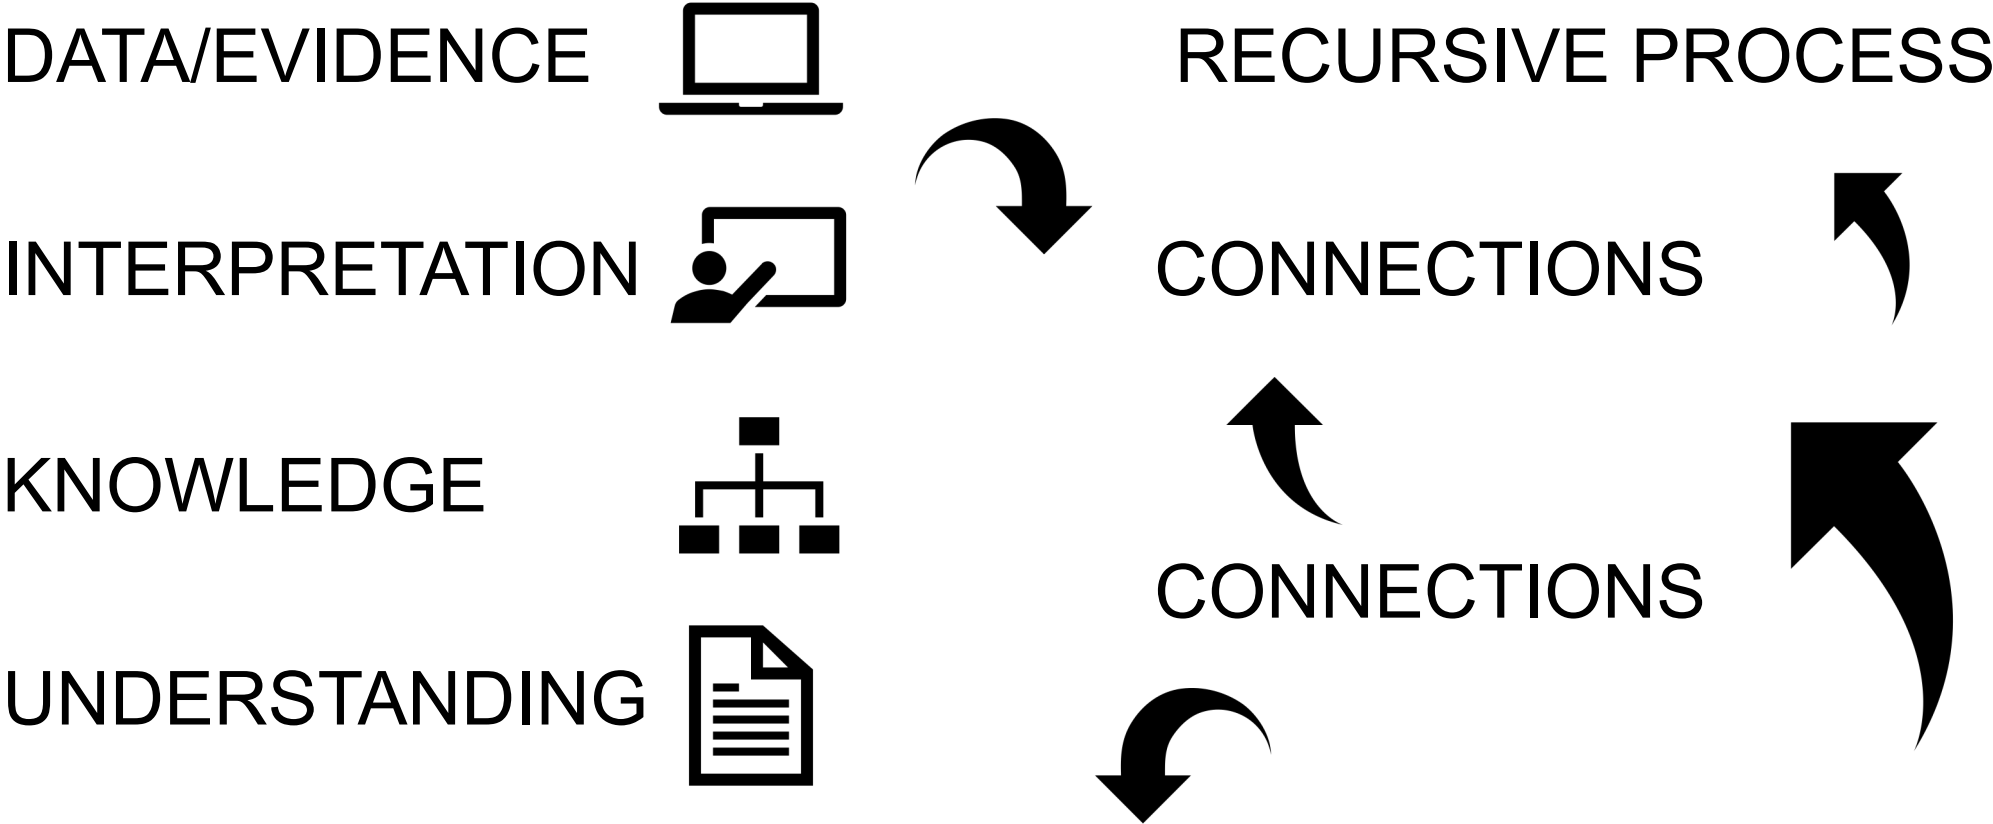 DATA/EVIDENCE
RECURSIVE PROCESS
INTERPRETATION
CONNECTIONS
KNOWLEDGE
CONNECTIONS
UNDERSTANDING